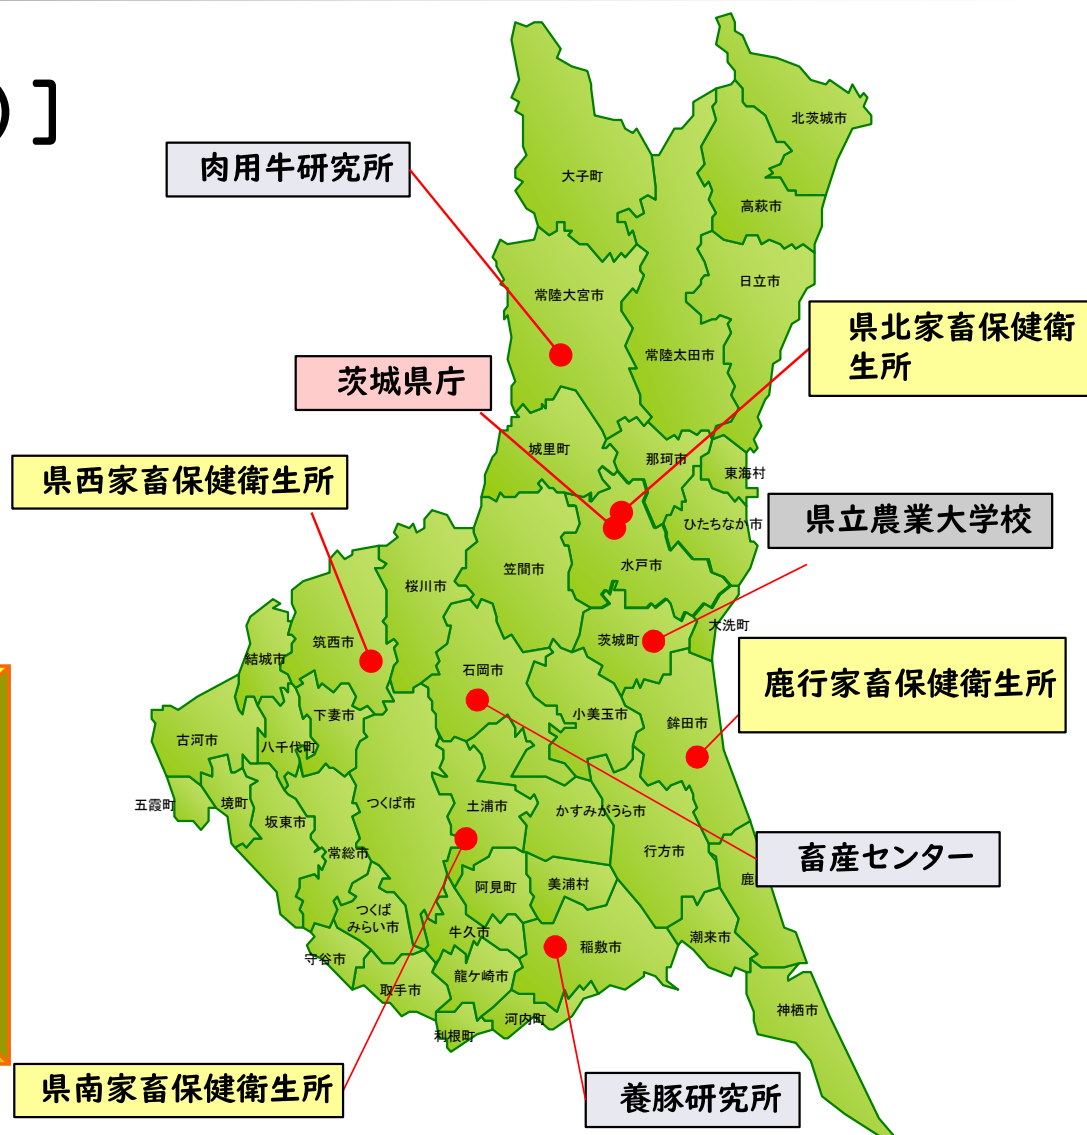 )］
北茨城市
肉用牛研究所
大子町
高萩市
日立市
常陸大宮市
県北家畜保健衛
生所
常陸太田市
茨城県庁
城里町
那珂市
東海村
県西家畜保健衛生所
県立農業大学校
ひたちなか市
水戸市
笠間市
桜川市
大洗町
茨城町
筑西市
結城市
石岡市
鹿行家畜保健衛生所
小美玉市
鉾田市
下妻市
古河市
八千代町
五霞町
境町
つくば市
土浦市
かすみがうら市
坂東市
常総市
行方市
畜産センター
鹿
阿見町
美浦村
つくば
みらい市
牛久市
稲敷市
潮来市
守谷市
龍ケ崎市
取手市
神栖市
河内町
利根町
県南家畜保健衛生所
養豚研究所